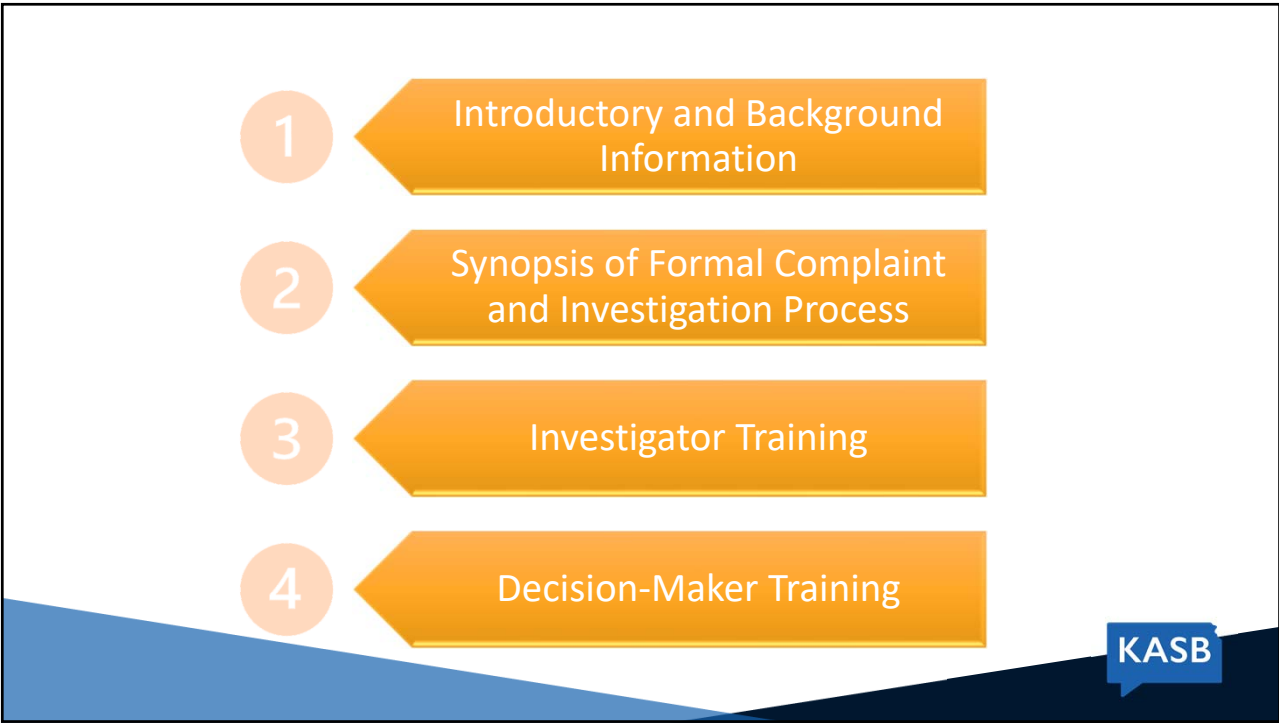 1
Introductory and Background
Information
2
Synopsis of Formal Complaint
and Investigation Process
3
Investigator Training
4
Decision-Maker Training
KASB